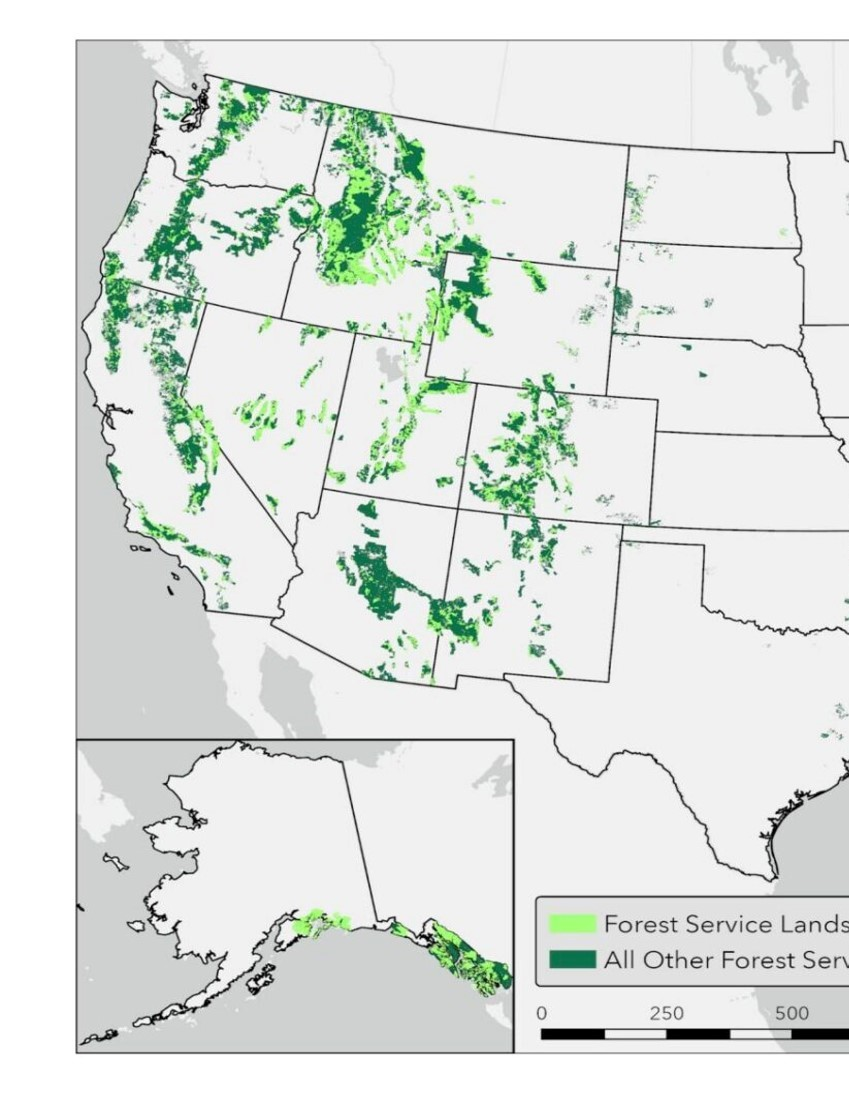 Forest Service Lands
All Other Forest Serv
0 250 500